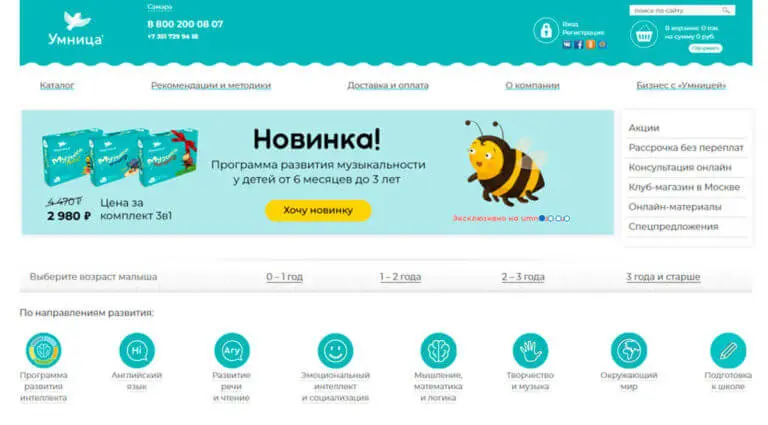 Самара
8 800 200 08 07
+7 351 729 94 18
Умница
Вход
Регистрация
поиск по сайту
В корзине: 0 тов.
на сумму 0 руб.
Оформить
Каталог
Рекомендации и методики
Доставка и оплата
О компании
Бизнес с «Умницей»
Новинка!
Программа развития музыкальности
у детей от 6 месяцев до 3 лет
4 470 ₽
2 980 ₽
Цена за
комплект 3в1
Хочу новинку
Эксклюзивно на umn
Акции
Рассрочка без переплат
Консультация онлайн
Клуб-магазин в Москве
Онлайн-материалы
Спецпредложения
Выберите возраст малыша
0 – 1 год
1 – 2 года
2 – 3 года
3 года и старше
По направлениям развития:
Hi
Агу
Программа
развития
интеллекта
Английский
язык
Развитие
речи
и чтение
Эмоциональный
интеллект
и социализация
Мышление,
математика
и логика
Творчество
и музыка
Окружающий
мир
Подготовка
к школе